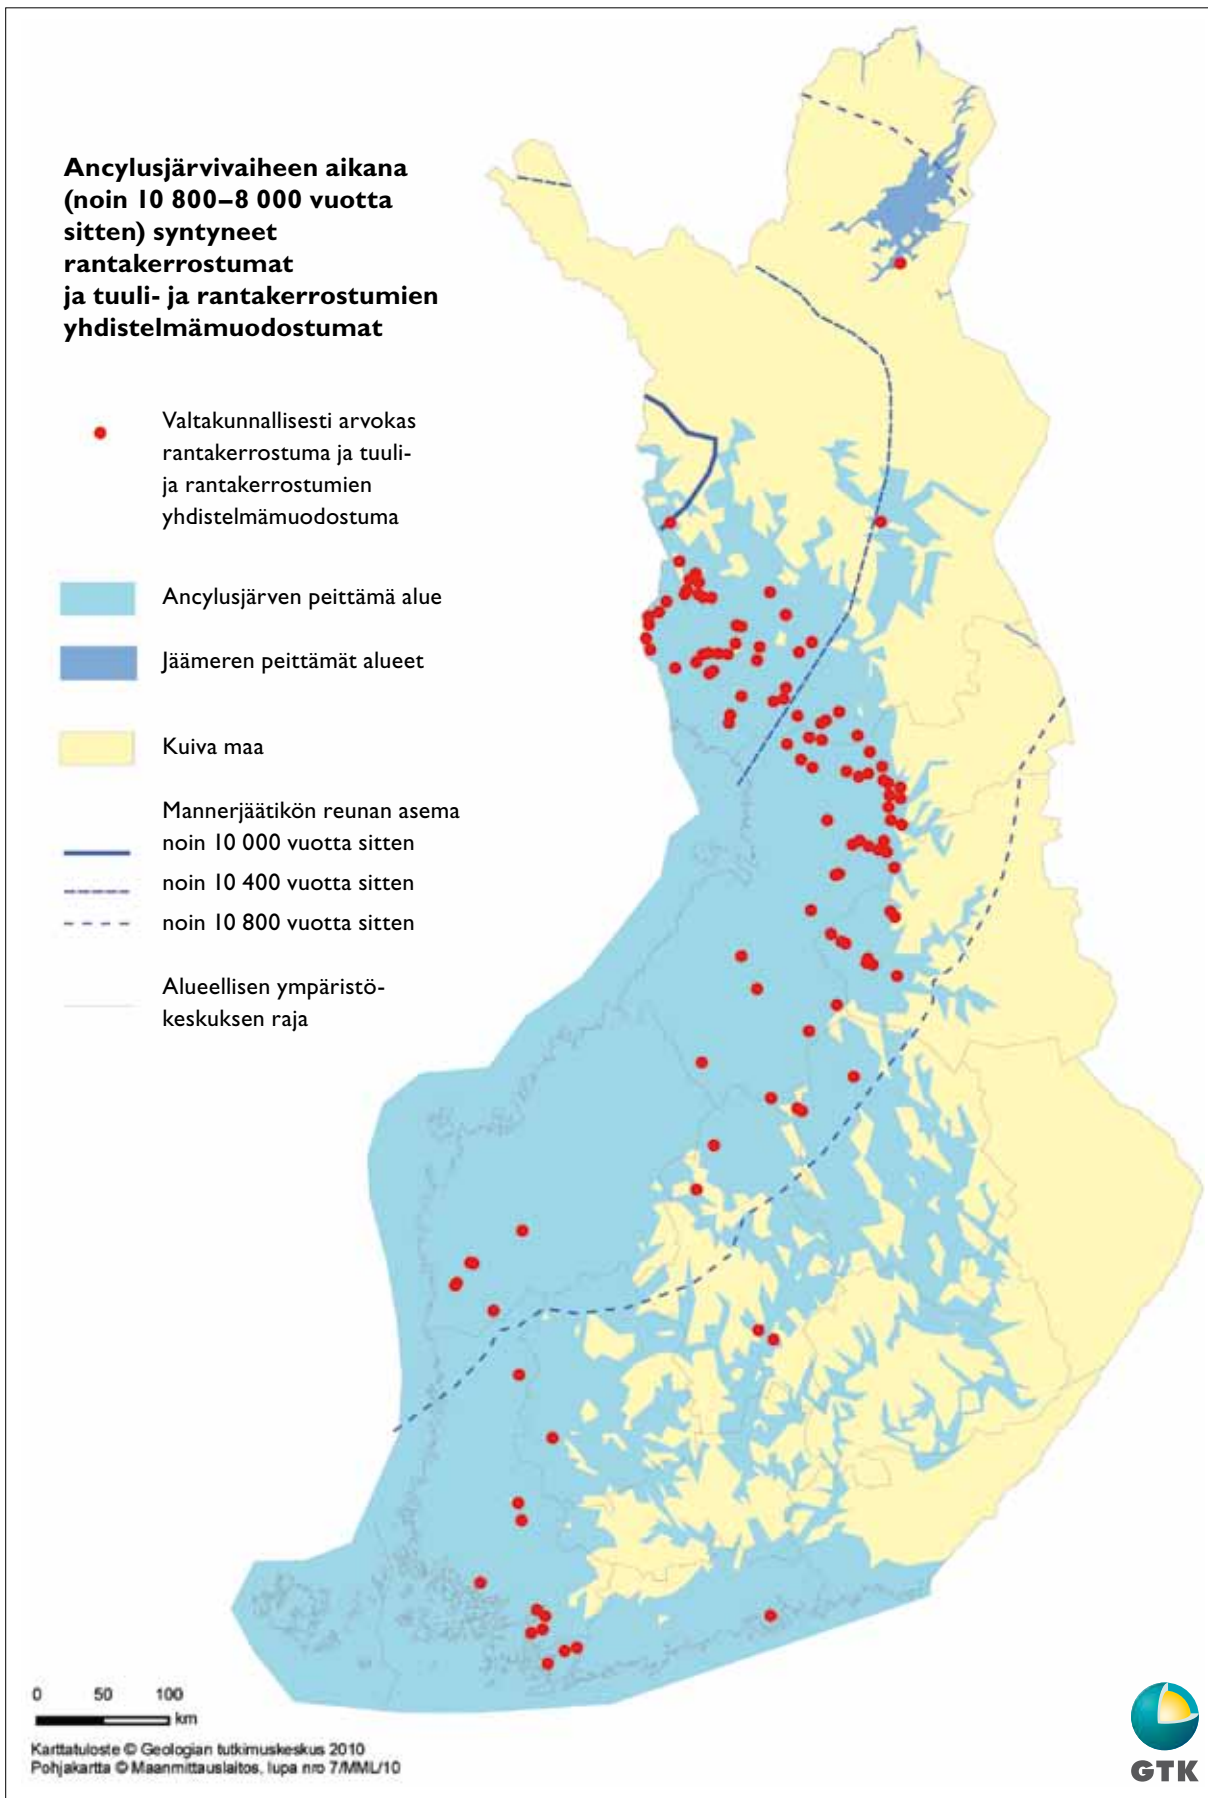 Ancylusjärvivaiheen aikana
(noin 10 800–8 000 vuotta
sitten) syntyneet
rantakerrostumat
ja tuuli- ja rantakerrostumien
yhdistelmämuodostumat
Valtakunnallisesti arvokas
rantakerrostuma ja tuuli-
ja rantakerrostumien
yhdistelmämuodostuma
Ancylusjärven peittämä alue
Jäämeren peittämät alueet
Kuiva maa
Mannerjäätikön reunan asema
noin 10 000 vuotta sitten
noin 10 400 vuotta sitten
noin 10 800 vuotta sitten
Alueellisen ympäristö-
keskuksen raja
0 50 100
km
Karttatuloste © Geologian tutkimuskeskus 2010
Pohjakartta © Maanmittauslaitos, lupa nro 7/MML/10
GTK